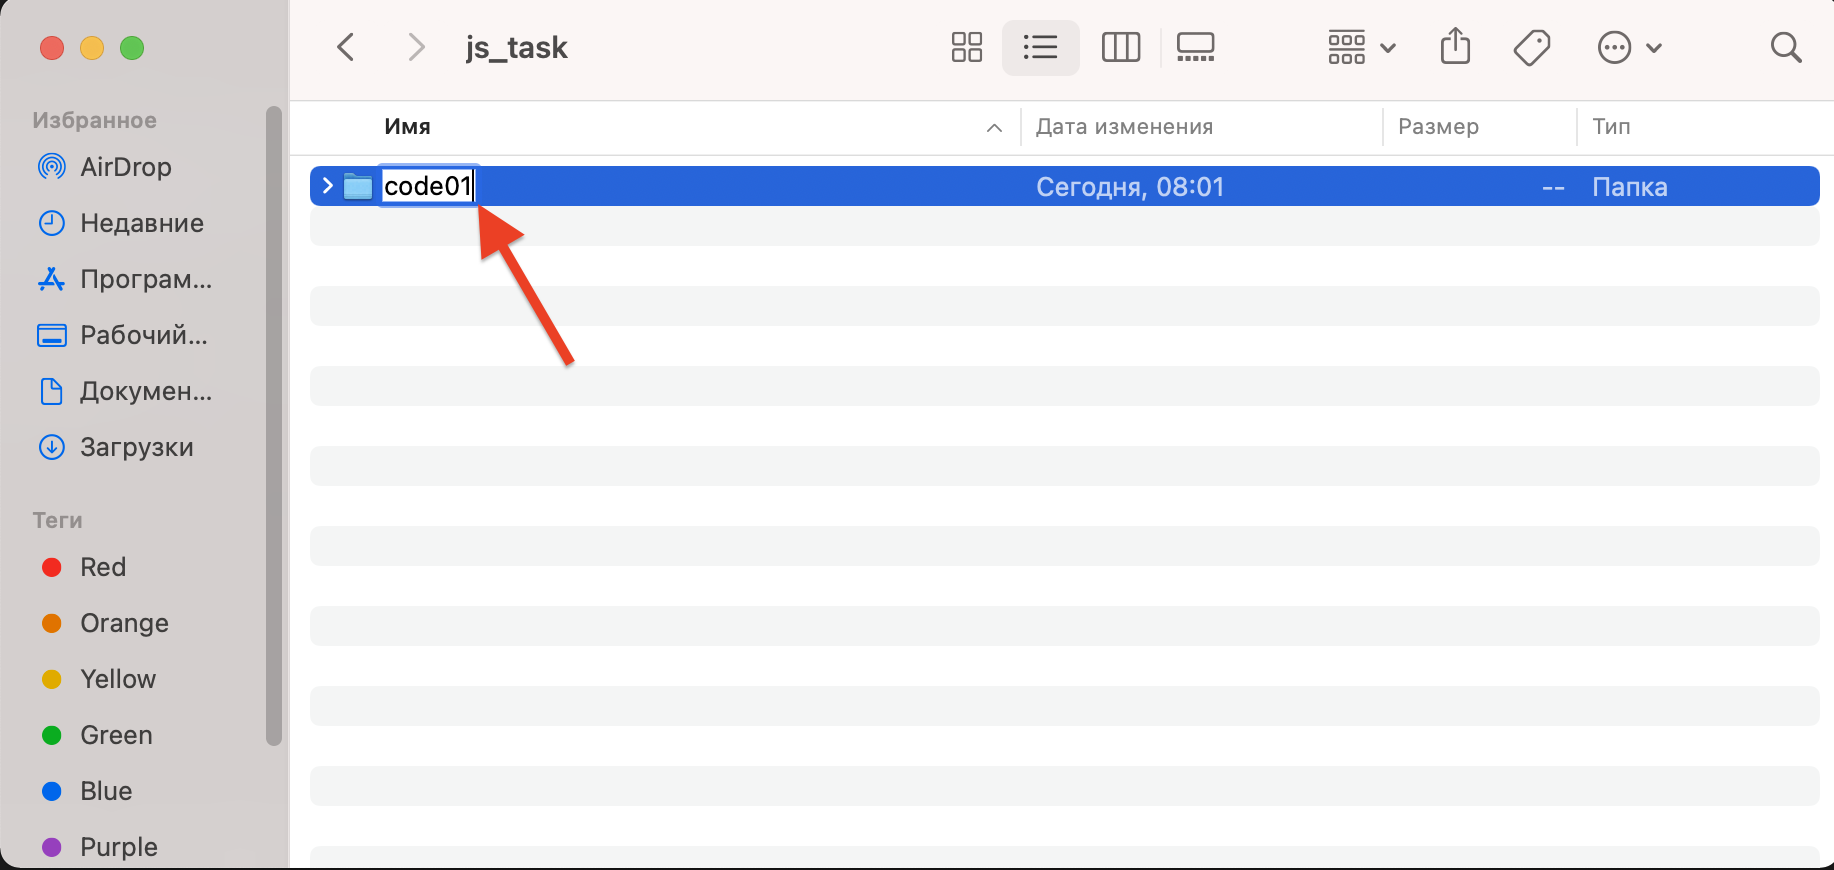 js_task
Избранное
AirDrop
Недавние
Програм...
Рабочий...
Докумен...
Загрузки
Теги
Red
Orange
Yellow
Green
Blue
Purple
Имя Дата изменения Размер Тип
code01 Сегодня, 08:01 -- Папка